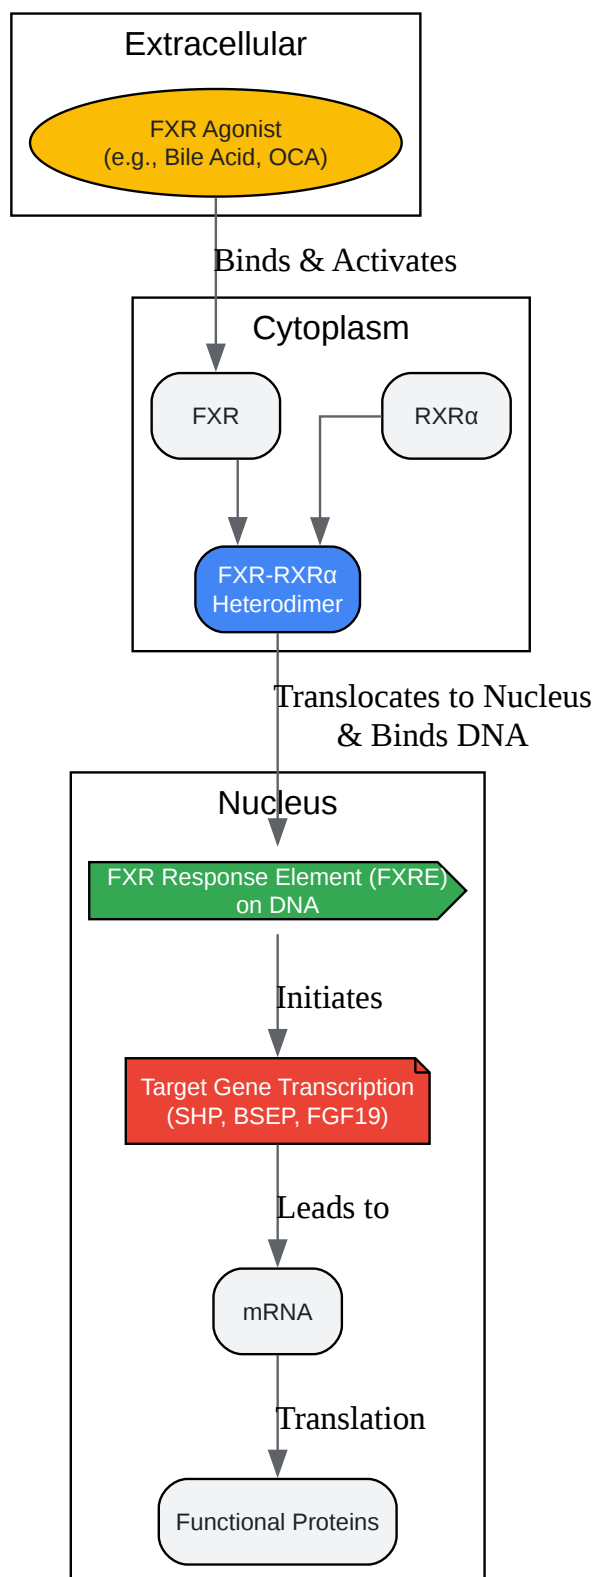 Extracellular
FXR Agonist
(e.g., Bile Acid, OCA)
Binds & Activates
Cytoplasm
FXR
RXRα
FXR-RXRα
Heterodimer
Translocates to Nucleus
& Binds DNA
Nucleus
FXR Response Element (FXRE)
on DNA
Initiates
Target Gene Transcription
(SHP, BSEP, FGF19)
Leads to
mRNA
Translation
Functional Proteins